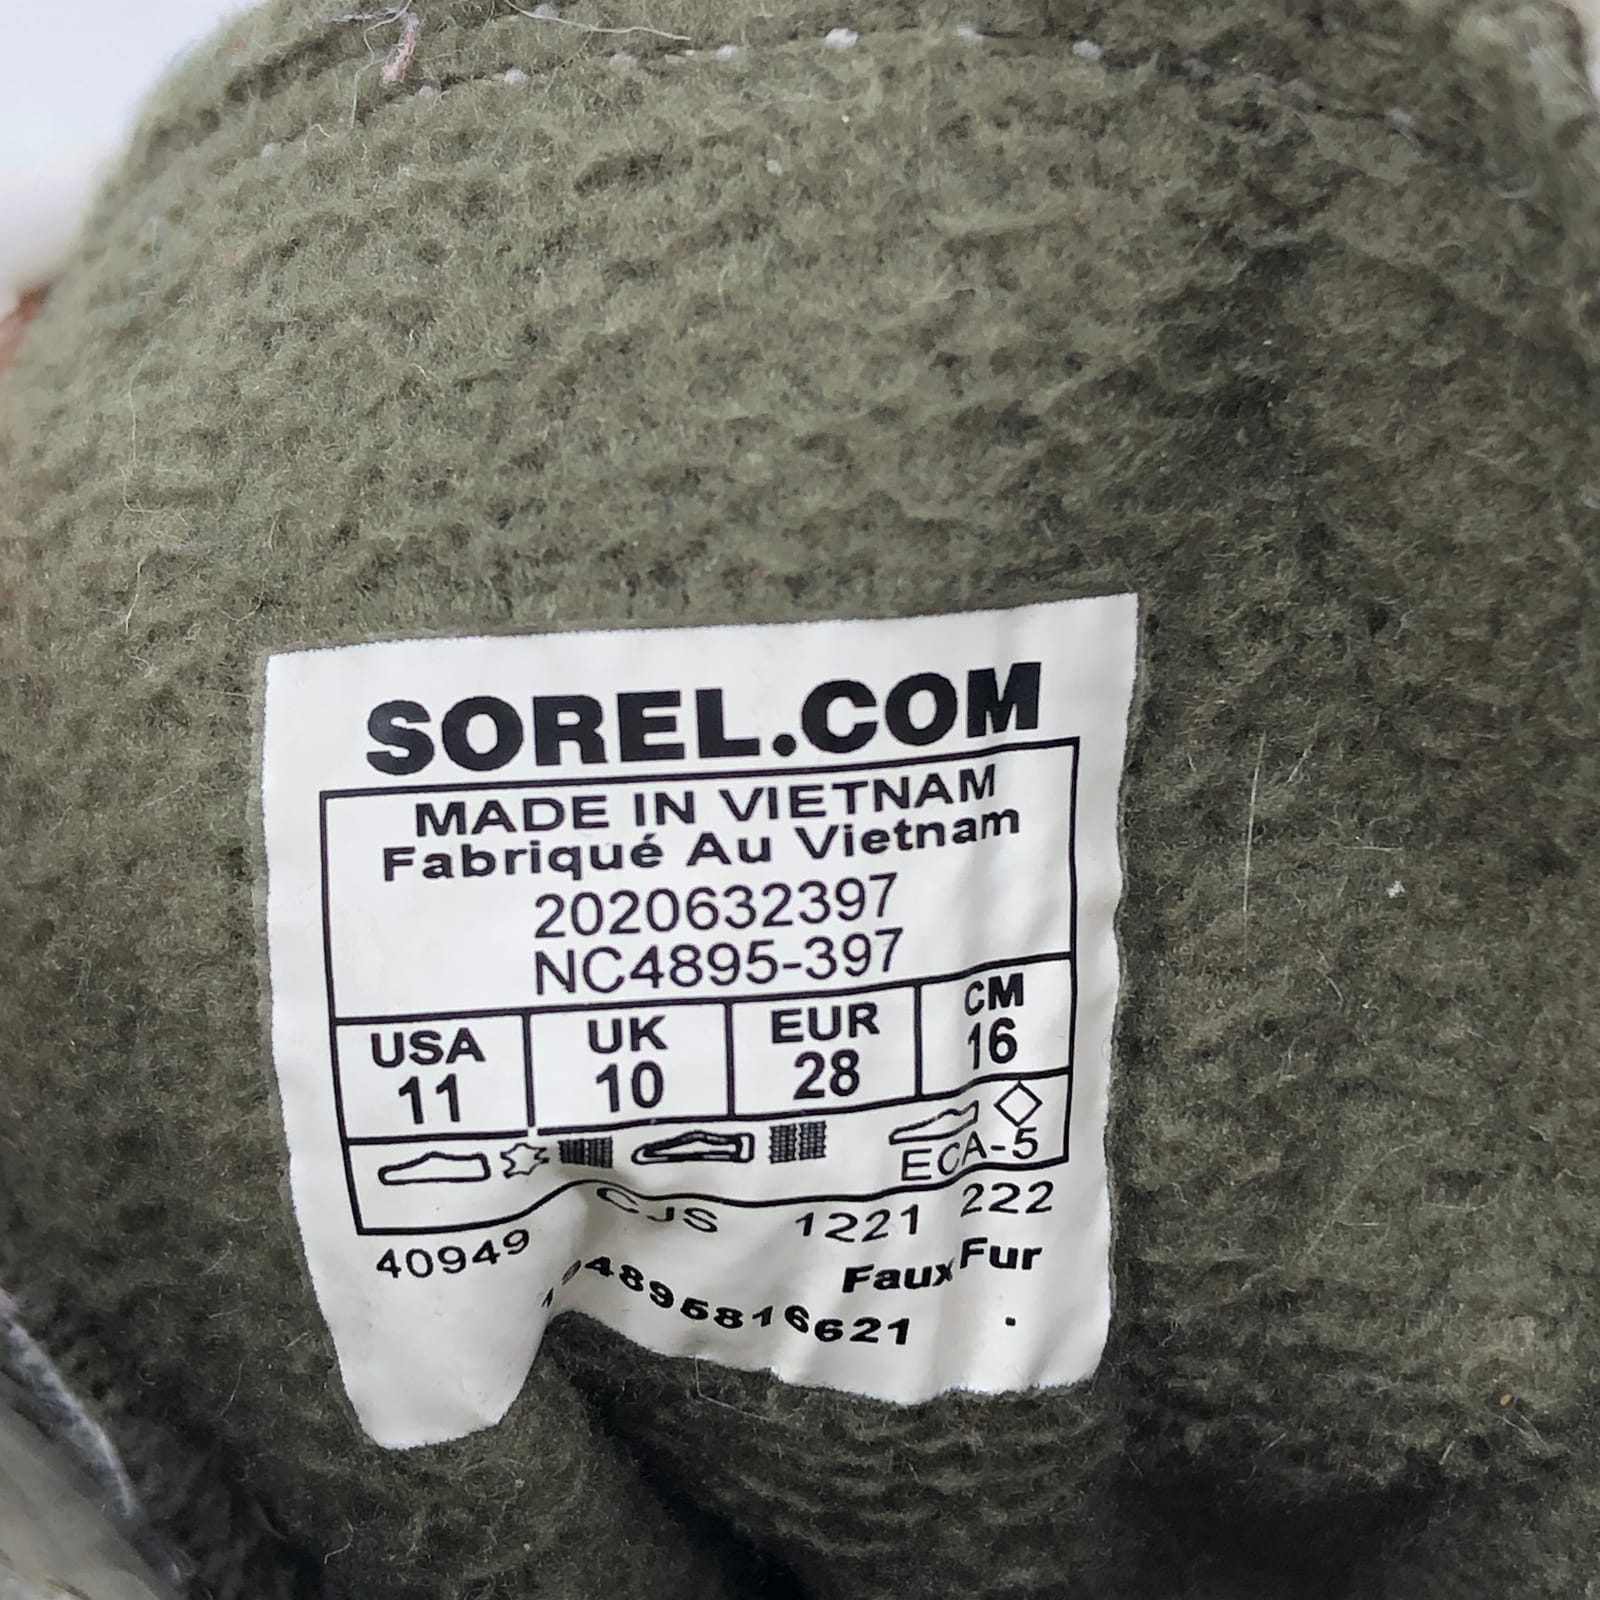 SOREL.COM
MADE IN VIETNAM
Fabriqué Au Vietnam
2020632397
NC4895-397
USA UK EUR CM
11 10 28 16
ECA-5
40949 CJS 1221 222
Faux Fur